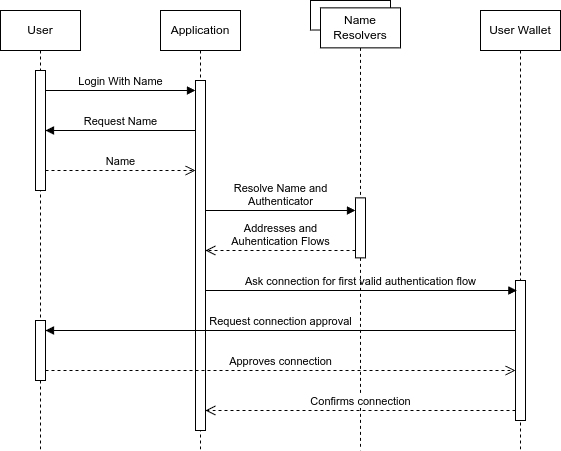 User
Application
Name
Resolvers
User Wallet
Login With Name
Request Name
Name
Resolve Name and
Authenticator
Addresses and
Auhentication Flows
Ask connection for first valid authentication flow
Request connection approval
Approves connection
Confirms connection